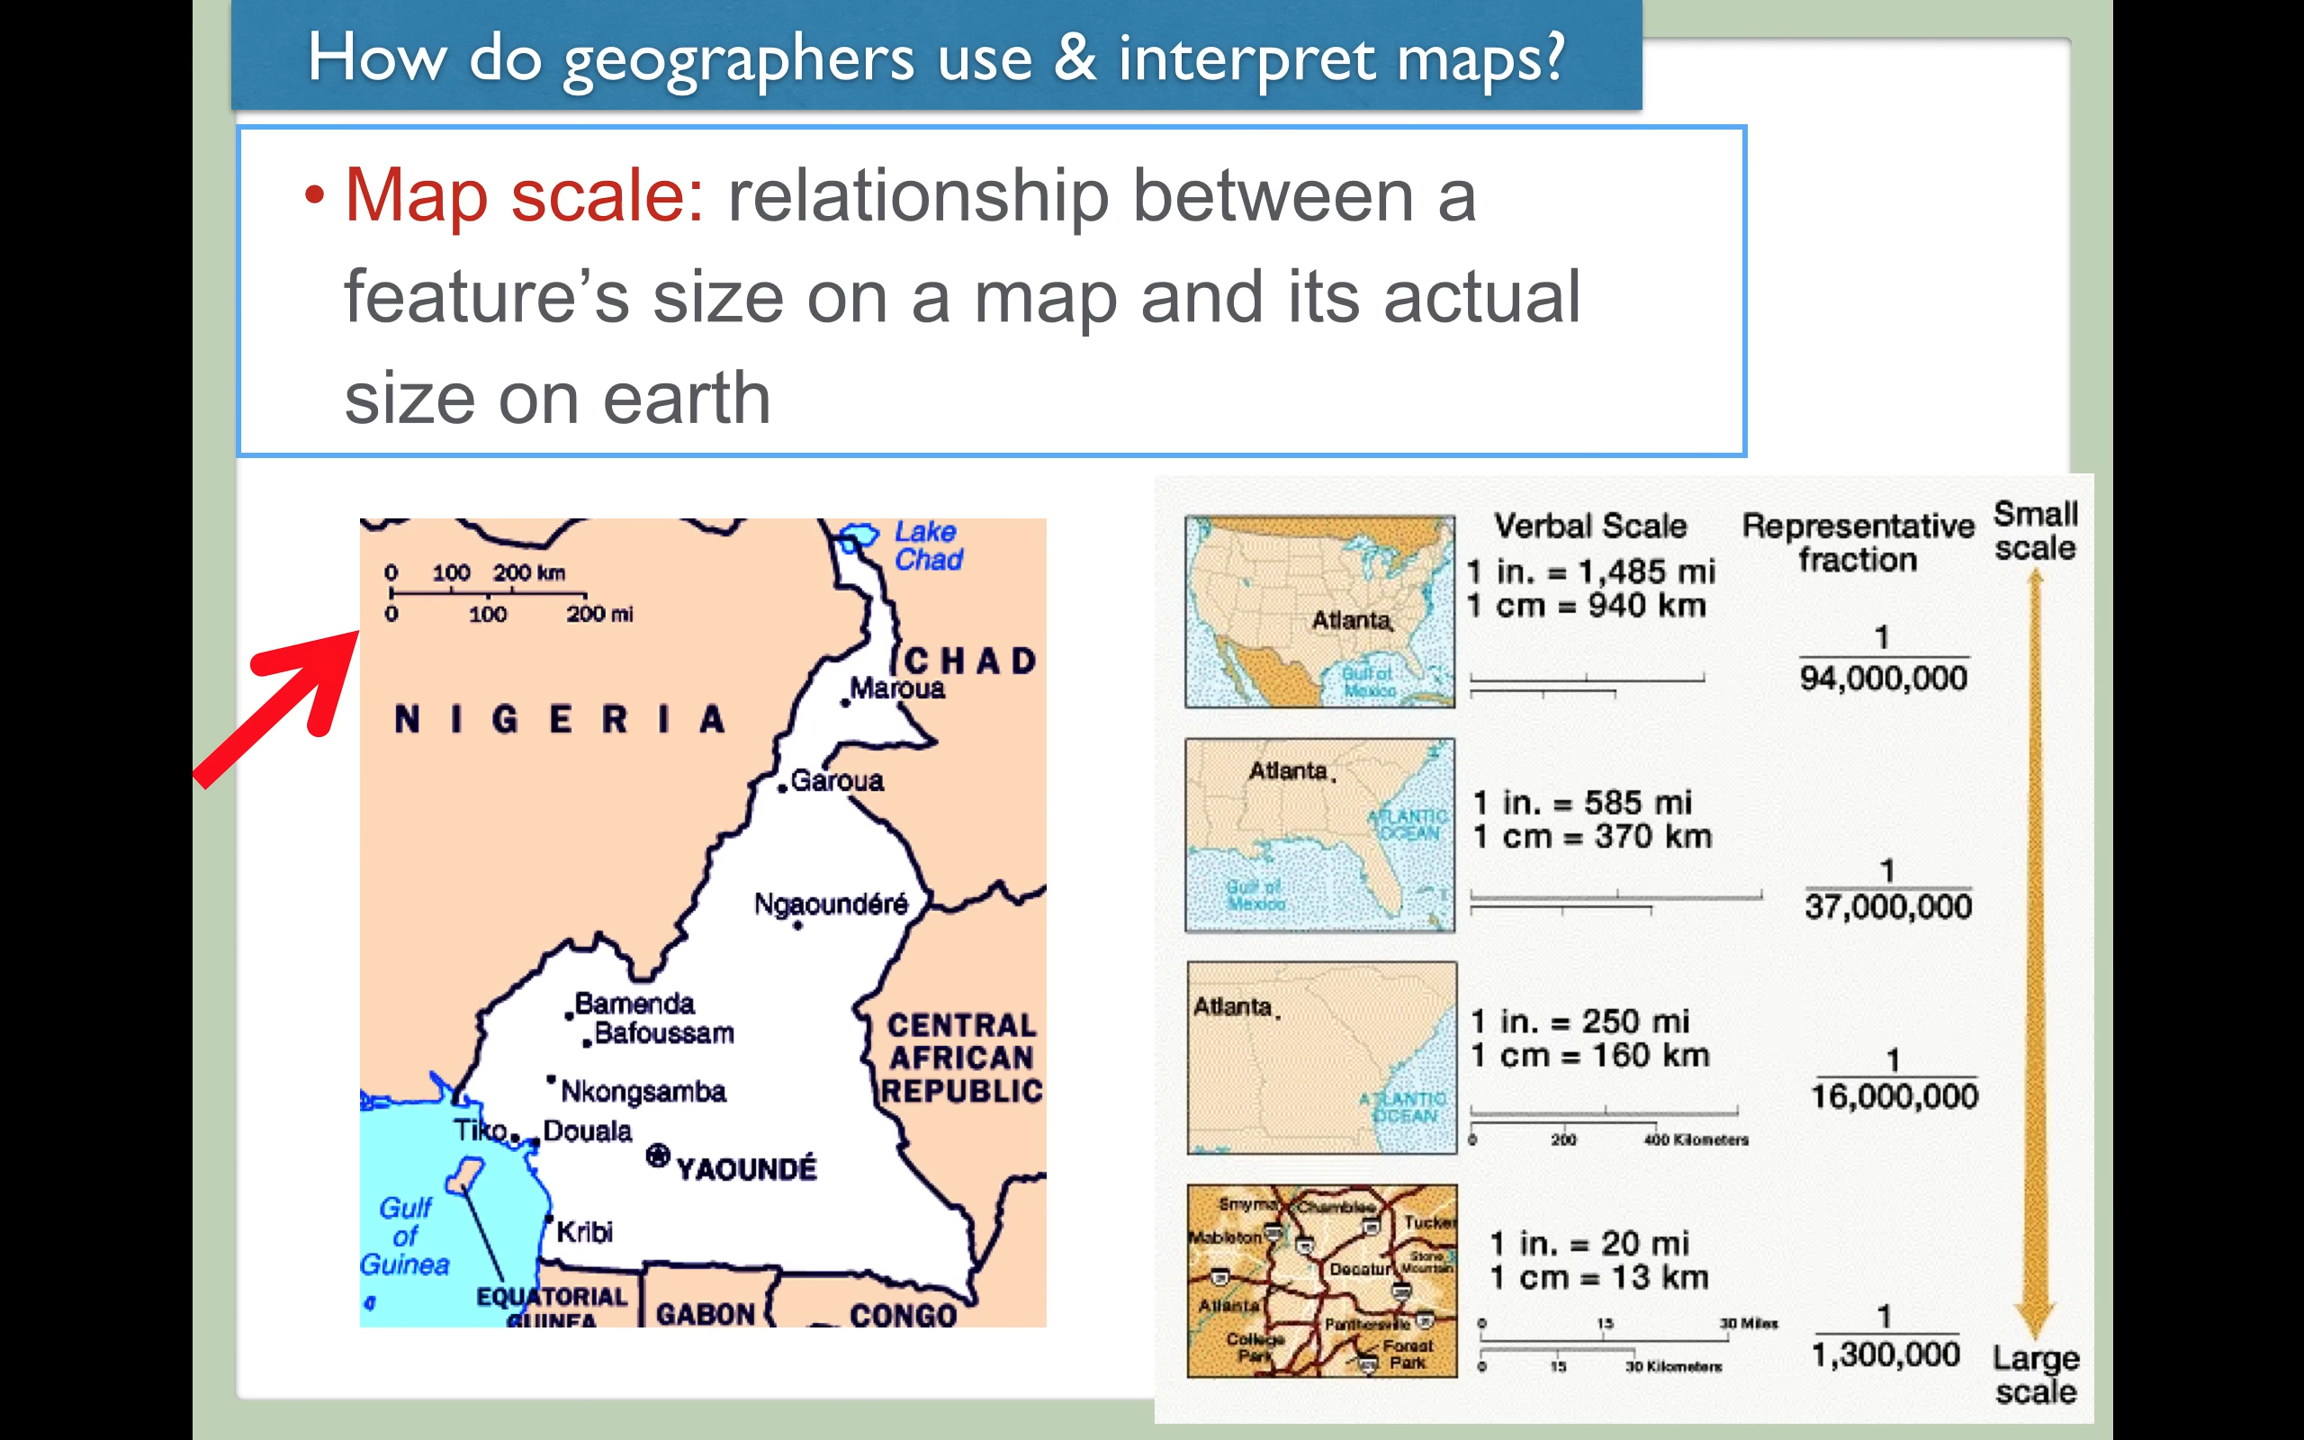 How do geographers use & interpret maps?
• Map scale: relationship between a
feature’s size on a map and its actual
size on earth
0 100 200 km
0 100 200 mi
Lake
Chad
CHAD
Maroua
NIGERIA
Garoua
Ngaoundéré
Bamenda
Bafoussam
CENTRAL
AFRICAN
REPUBLIC
Nkongsamba
Tiko Douala
YAOUNDÉ
Gulf
of
Guinea
Kribi
EQUATORIAL
GUINEA
GABON
CONGO
Verbal Scale
Representative
fraction
Small
scale
Atlanta
Gulf of
Mexico
1 in. = 1,485 mi
1 cm = 940 km
1
94,000,000
Atlanta
ATLANTIC
OCEAN
Gulf of
Mexico
1 in. = 585 mi
1 cm = 370 km
1
37,000,000
Atlanta
ATLANTIC
OCEAN
1 in. = 250 mi
1 cm = 160 km
0 200 400 Kilometers
1
16,000,000
Smyrna Chamblee
Tucker
Mableton
Stone
Decatur Mountain
Atlanta
Panthersville
College
Park
Forest
Park
1 in. = 20 mi
1 cm = 13 km
0 15 30 Miles
0 15 30 Kilometers
1
1,300,000
Large
scale